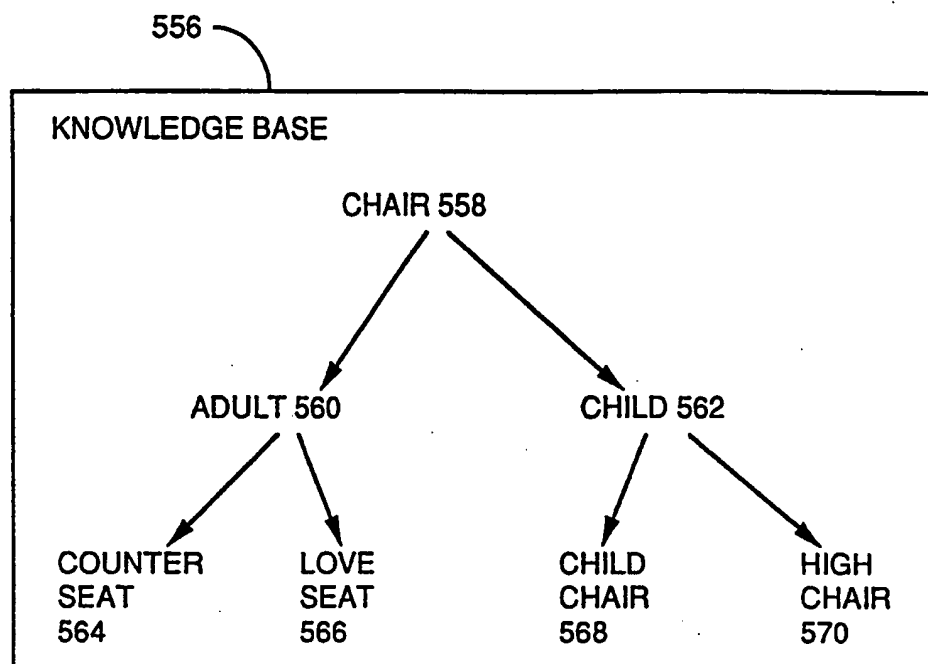 556
KNOWLEDGE BASE
CHAIR 558
ADULT 560
CHILD 562
COUNTER
SEAT
564
LOVE
SEAT
566
CHILD
CHAIR
568
HIGH
CHAIR
570